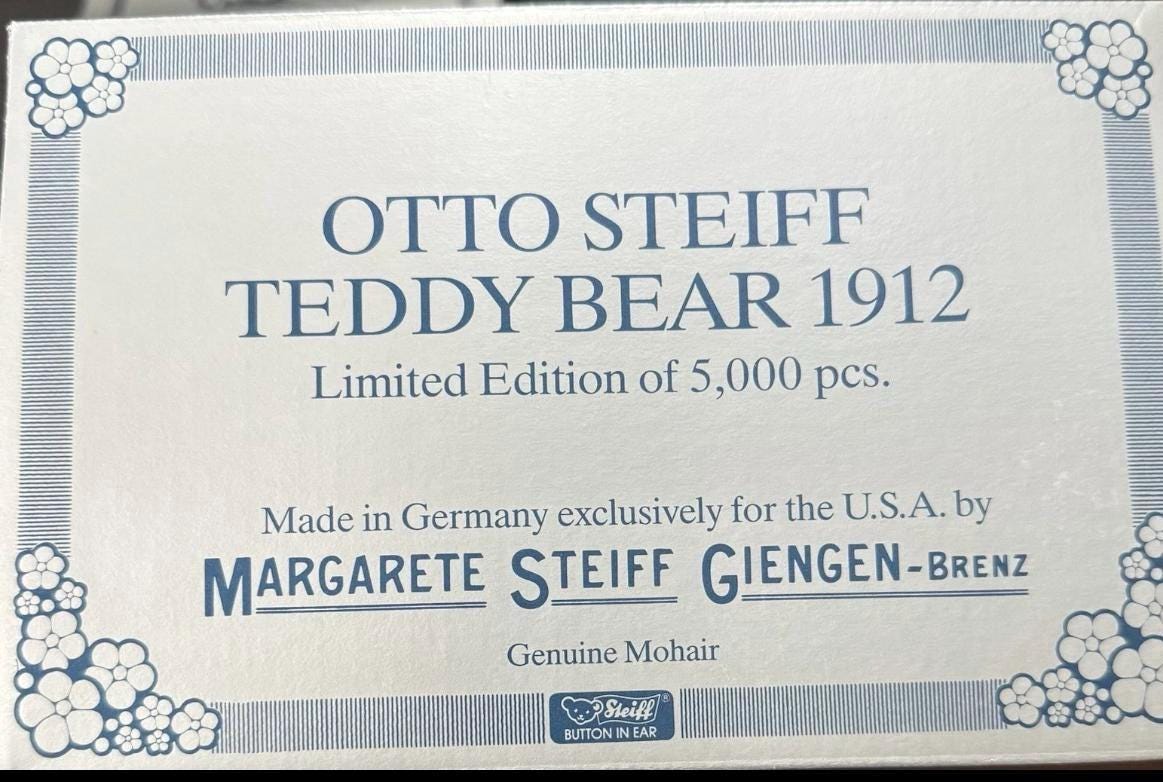 OTTO STEIFF
TEDDY BEAR 1912
Limited Edition of 5,000 pcs.
Made in Germany exclusively for the U.S.A. by
MARGARETE STEIFF GIENGEN-BRENZ
Genuine Mohair
Steiff®
BUTTON IN EAR